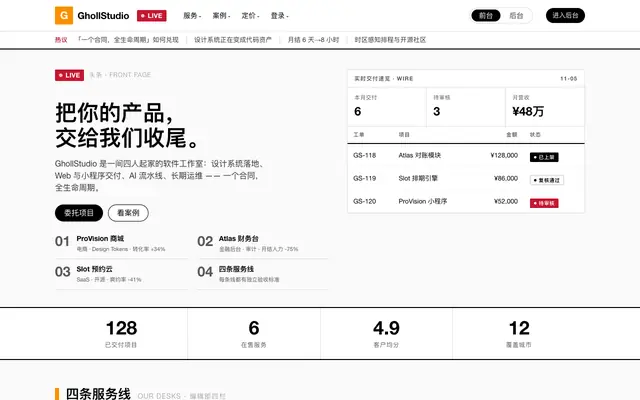 G GhollStudio LIVE 服务 案例 定价 登录 前台 后台 进入后台
热议 「一个合同，全生命周期」如何兑现 设计系统正在变成代码资产 月结 6 天→8 小时 时区感知排程与开源社区
LIVE 头条 · FRONT PAGE
把你的产品，
交给我们收尾。
GhollStudio 是一间四人起家的软件工作室：设计系统落地、
Web 与小程序交付、AI 流水线、长期运维 —— 一个合同，
全生命周期。
委托项目 看案例
01 ProVision 商城
电商 · Design Tokens · 转化率 +34%
02 Atlas 财务台
金融后台 · 审计 · 月结人力 -75%
03 Slot 预约云
SaaS · 开源 · 爽约率 -41%
04 四条服务线
每条线都有独立验收标准
实时交付速览 · WIRE 11-05
本月交付 待审核 月营收
6 3 ¥48万
工单 项目 金额 状态
GS-118 Atlas 对账模块 ¥128,000 已上架
GS-119 Slot 排期引擎 ¥86,000 复核通过
GS-120 ProVision 小程序 ¥52,000 待审核
128 6 4.9 12
已交付项目 在售服务 客户均分 覆盖城市
四条服务线 OUR DESKS · 编辑部四村